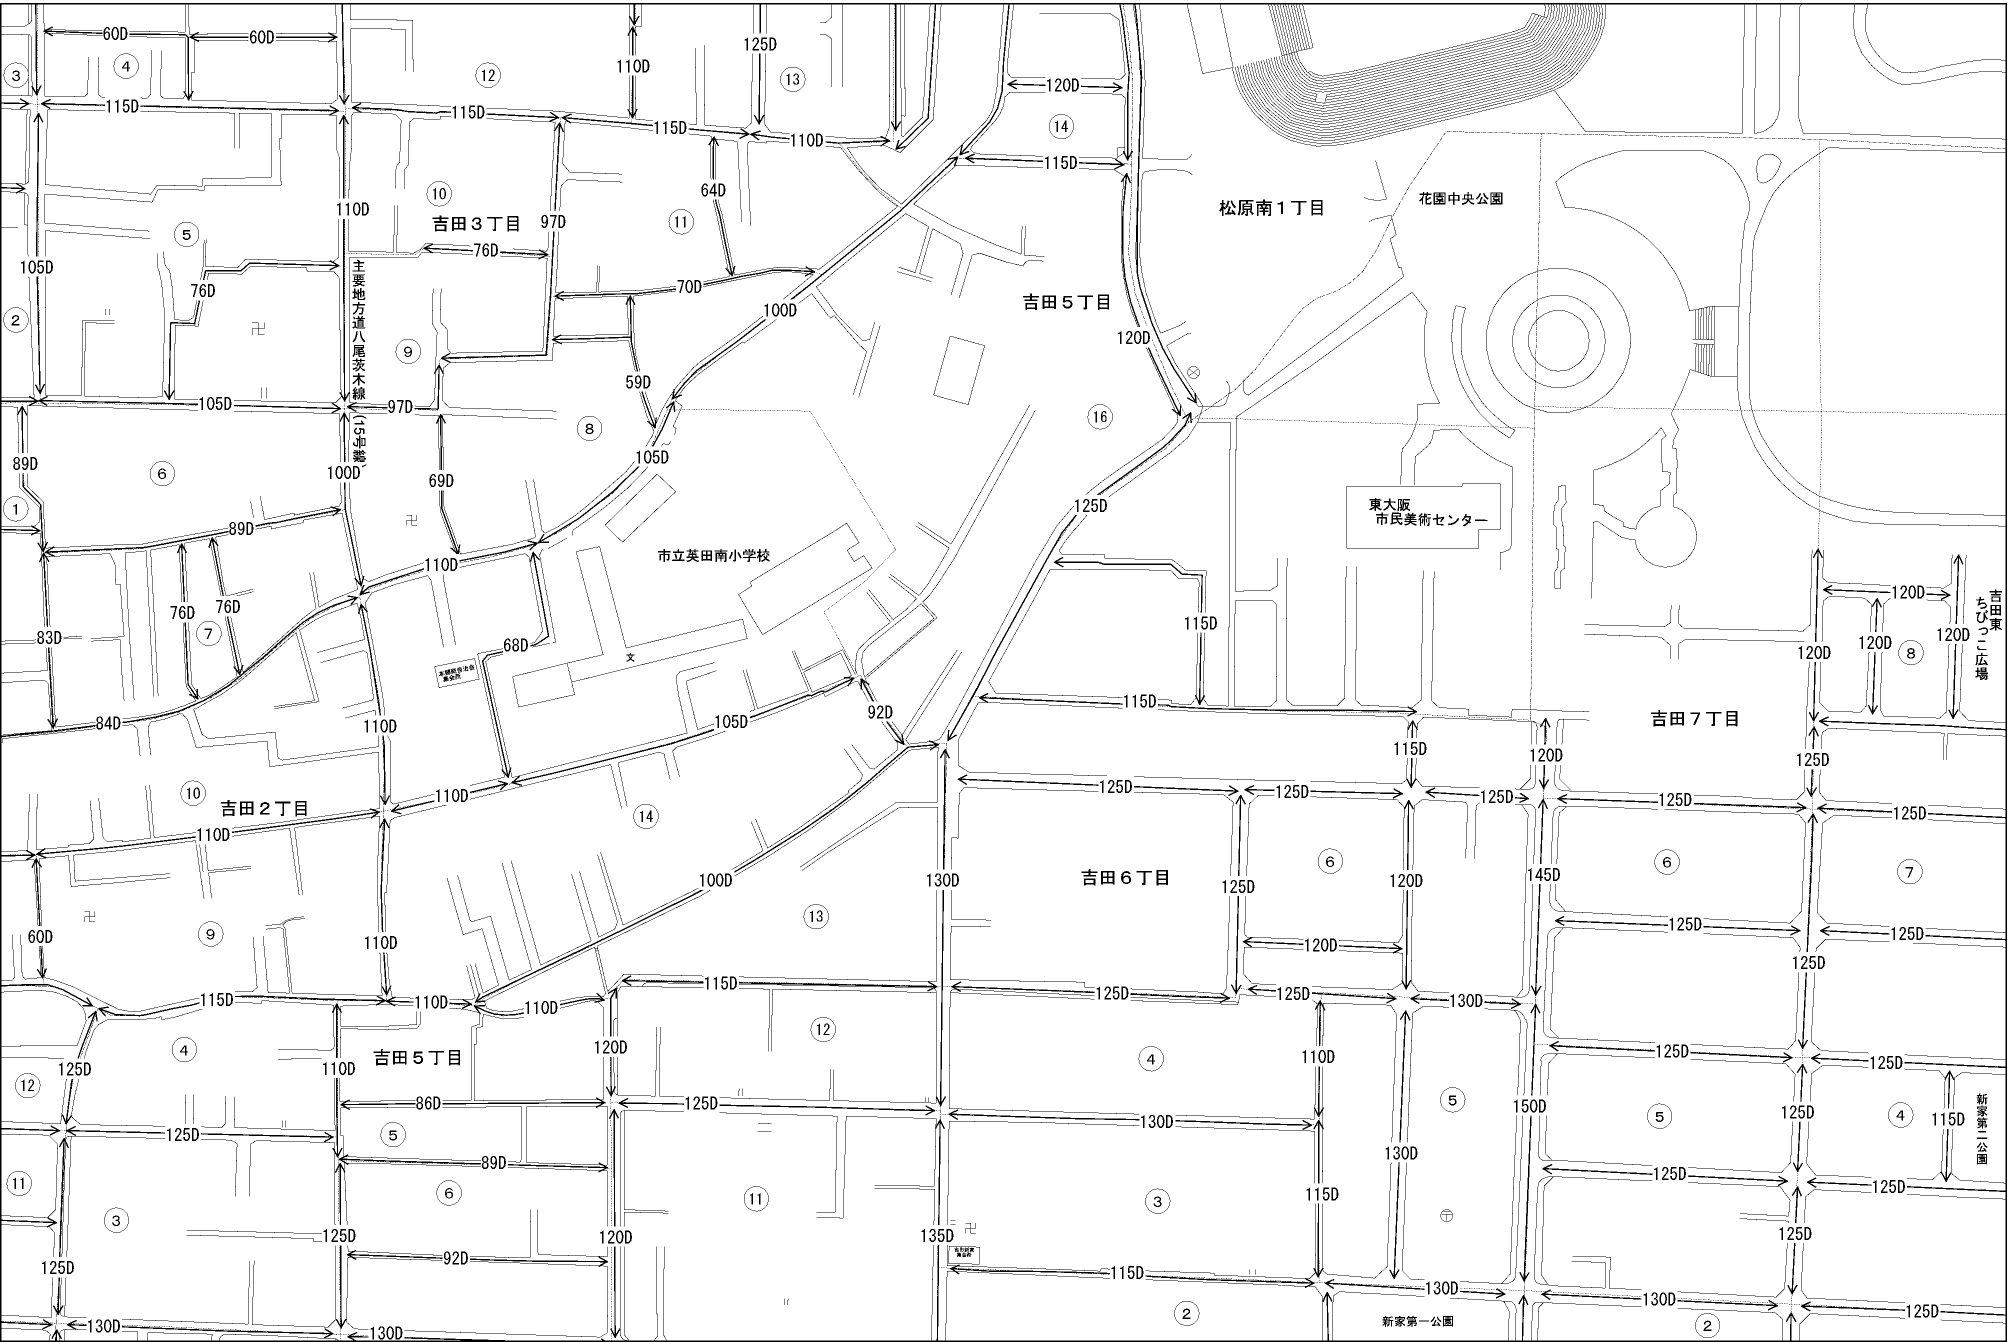 60D
60D
125D
110D
③
④
⑫
⑬
120D
115D
115D
115D
110D
⑭
115D
64D
⑩
吉田３丁目
97D
⑪
松原南１丁目
花園中央公園
110D
⑤
76D
105D
76D
70D
主要地方道八尾茨木線
(15号線)
吉田５丁目
100D
②
⑨
120D
59D
105D
97D
⑧
⑯
105D
89D
⑥
100D
69D
125D
東大阪
市民美術センター
①
89D
市立英田南小学校
110D
120D
吉田東
ちびっこ広場
76D
76D
83D
⑦
115D
120D
120D
120D
⑧
68D
文
84D
110D
105D
92D
115D
吉田７丁目
115D
120D
125D
⑩
吉田２丁目
110D
125D
125D
125D
125D
125D
110D
⑭
100D
130D
吉田６丁目
125D
⑥
120D
145D
⑥
⑦
60D
⑨
110D
⑬
120D
125D
125D
125D
115D
110D
110D
115D
125D
125D
130D
④
吉田５丁目
120D
⑫
④
110D
125D
125D
125D
110D
⑫
86D
125D
130D
⑤
150D
⑤
125D
④
115D
新家第二公園
125D
⑤
89D
130D
125D
125D
⑪
⑥
⑪
③
115D
③
125D
92D
120D
135D
125D
125D
115D
130D
130D
125D
130D
130D
②
新家第一公園
②